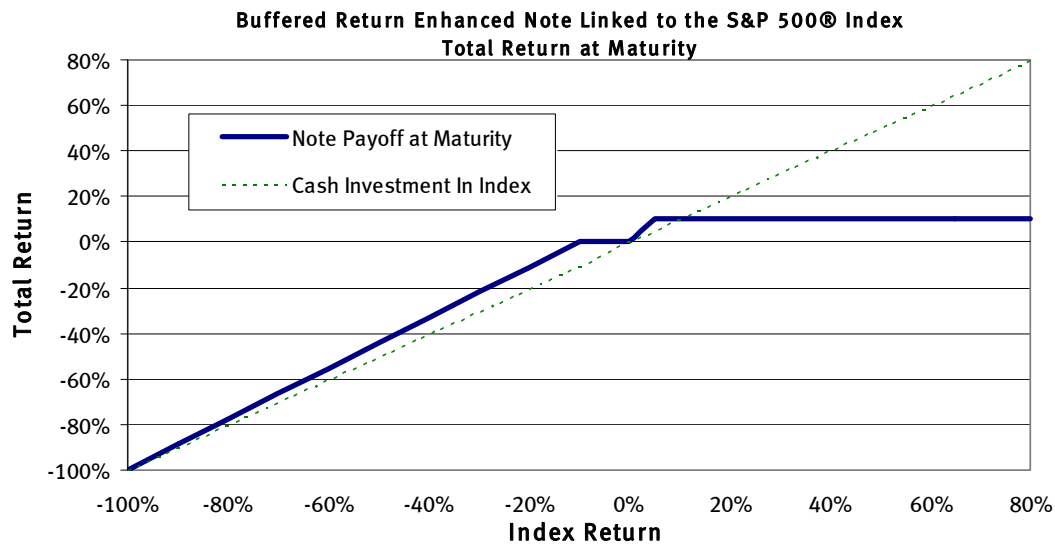 Buffered Return Enhanced Note Linked to the S&P 500® Index
Total Return at Maturity
80%
60%
40%
20%
0%
-20%
-40%
-60%
-80%
-100%
Total Return
Note Payoff at Maturity
Cash Investment In Index
-100% -80% -60% -40% -20% 0% 20% 40% 60% 80%
Index Return